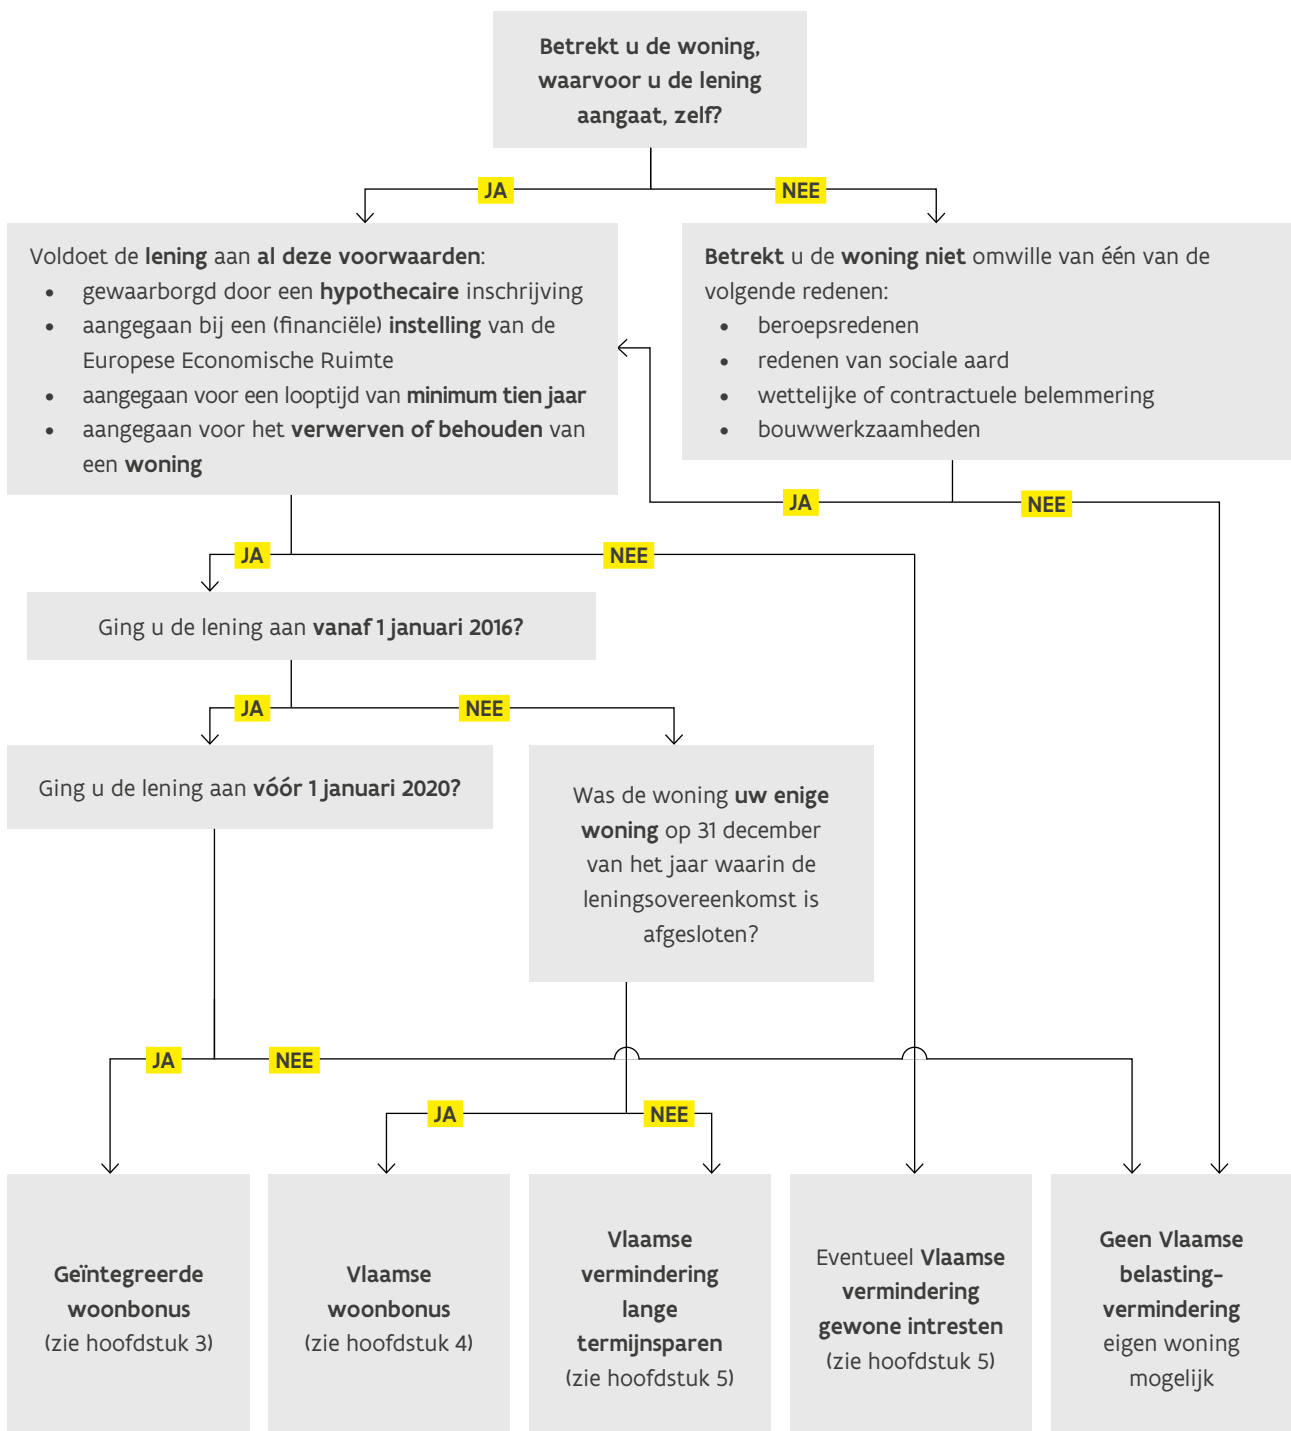 Betrekt u de woning,
waarvoor u de lening
aangaat, zelf?
JA
NEE
Voldoet de lening aan al deze voorwaarden:
• gewaarborgd door een hypothecaire inschrijving
• aangegaan bij een (financiële) instelling van de
Europese Economische Ruimte
• aangegaan voor een looptijd van minimum tien jaar
• aangegaan voor het verwerven of behouden van
een woning
Betrekt u de woning niet omwille van één van de
volgende redenen:
• beroepsredenen
• redenen van sociale aard
• wettelijke of contractuele belemmering
• bouwwerkzaamheden
JA
NEE
JA
NEE
Ging u de lening aan vanaf 1 januari 2016?
JA
NEE
Ging u de lening aan vóór 1 januari 2020?
Was de woning uw enige
woning op 31 december
van het jaar waarin de
leningsovereenkomst is
afgesloten?
JA
NEE
JA
NEE
Geïntegreerde
woonbonus
(zie hoofdstuk 3)
Vlaamse
woonbonus
(zie hoofdstuk 4)
Vlaamse
vermindering
lange
termijnsparen
(zie hoofdstuk 5)
Eventueel Vlaamse
vermindering
gewone intresten
(zie hoofdstuk 5)
Geen Vlaamse
belasting-
vermindering
eigen woning
mogelijk